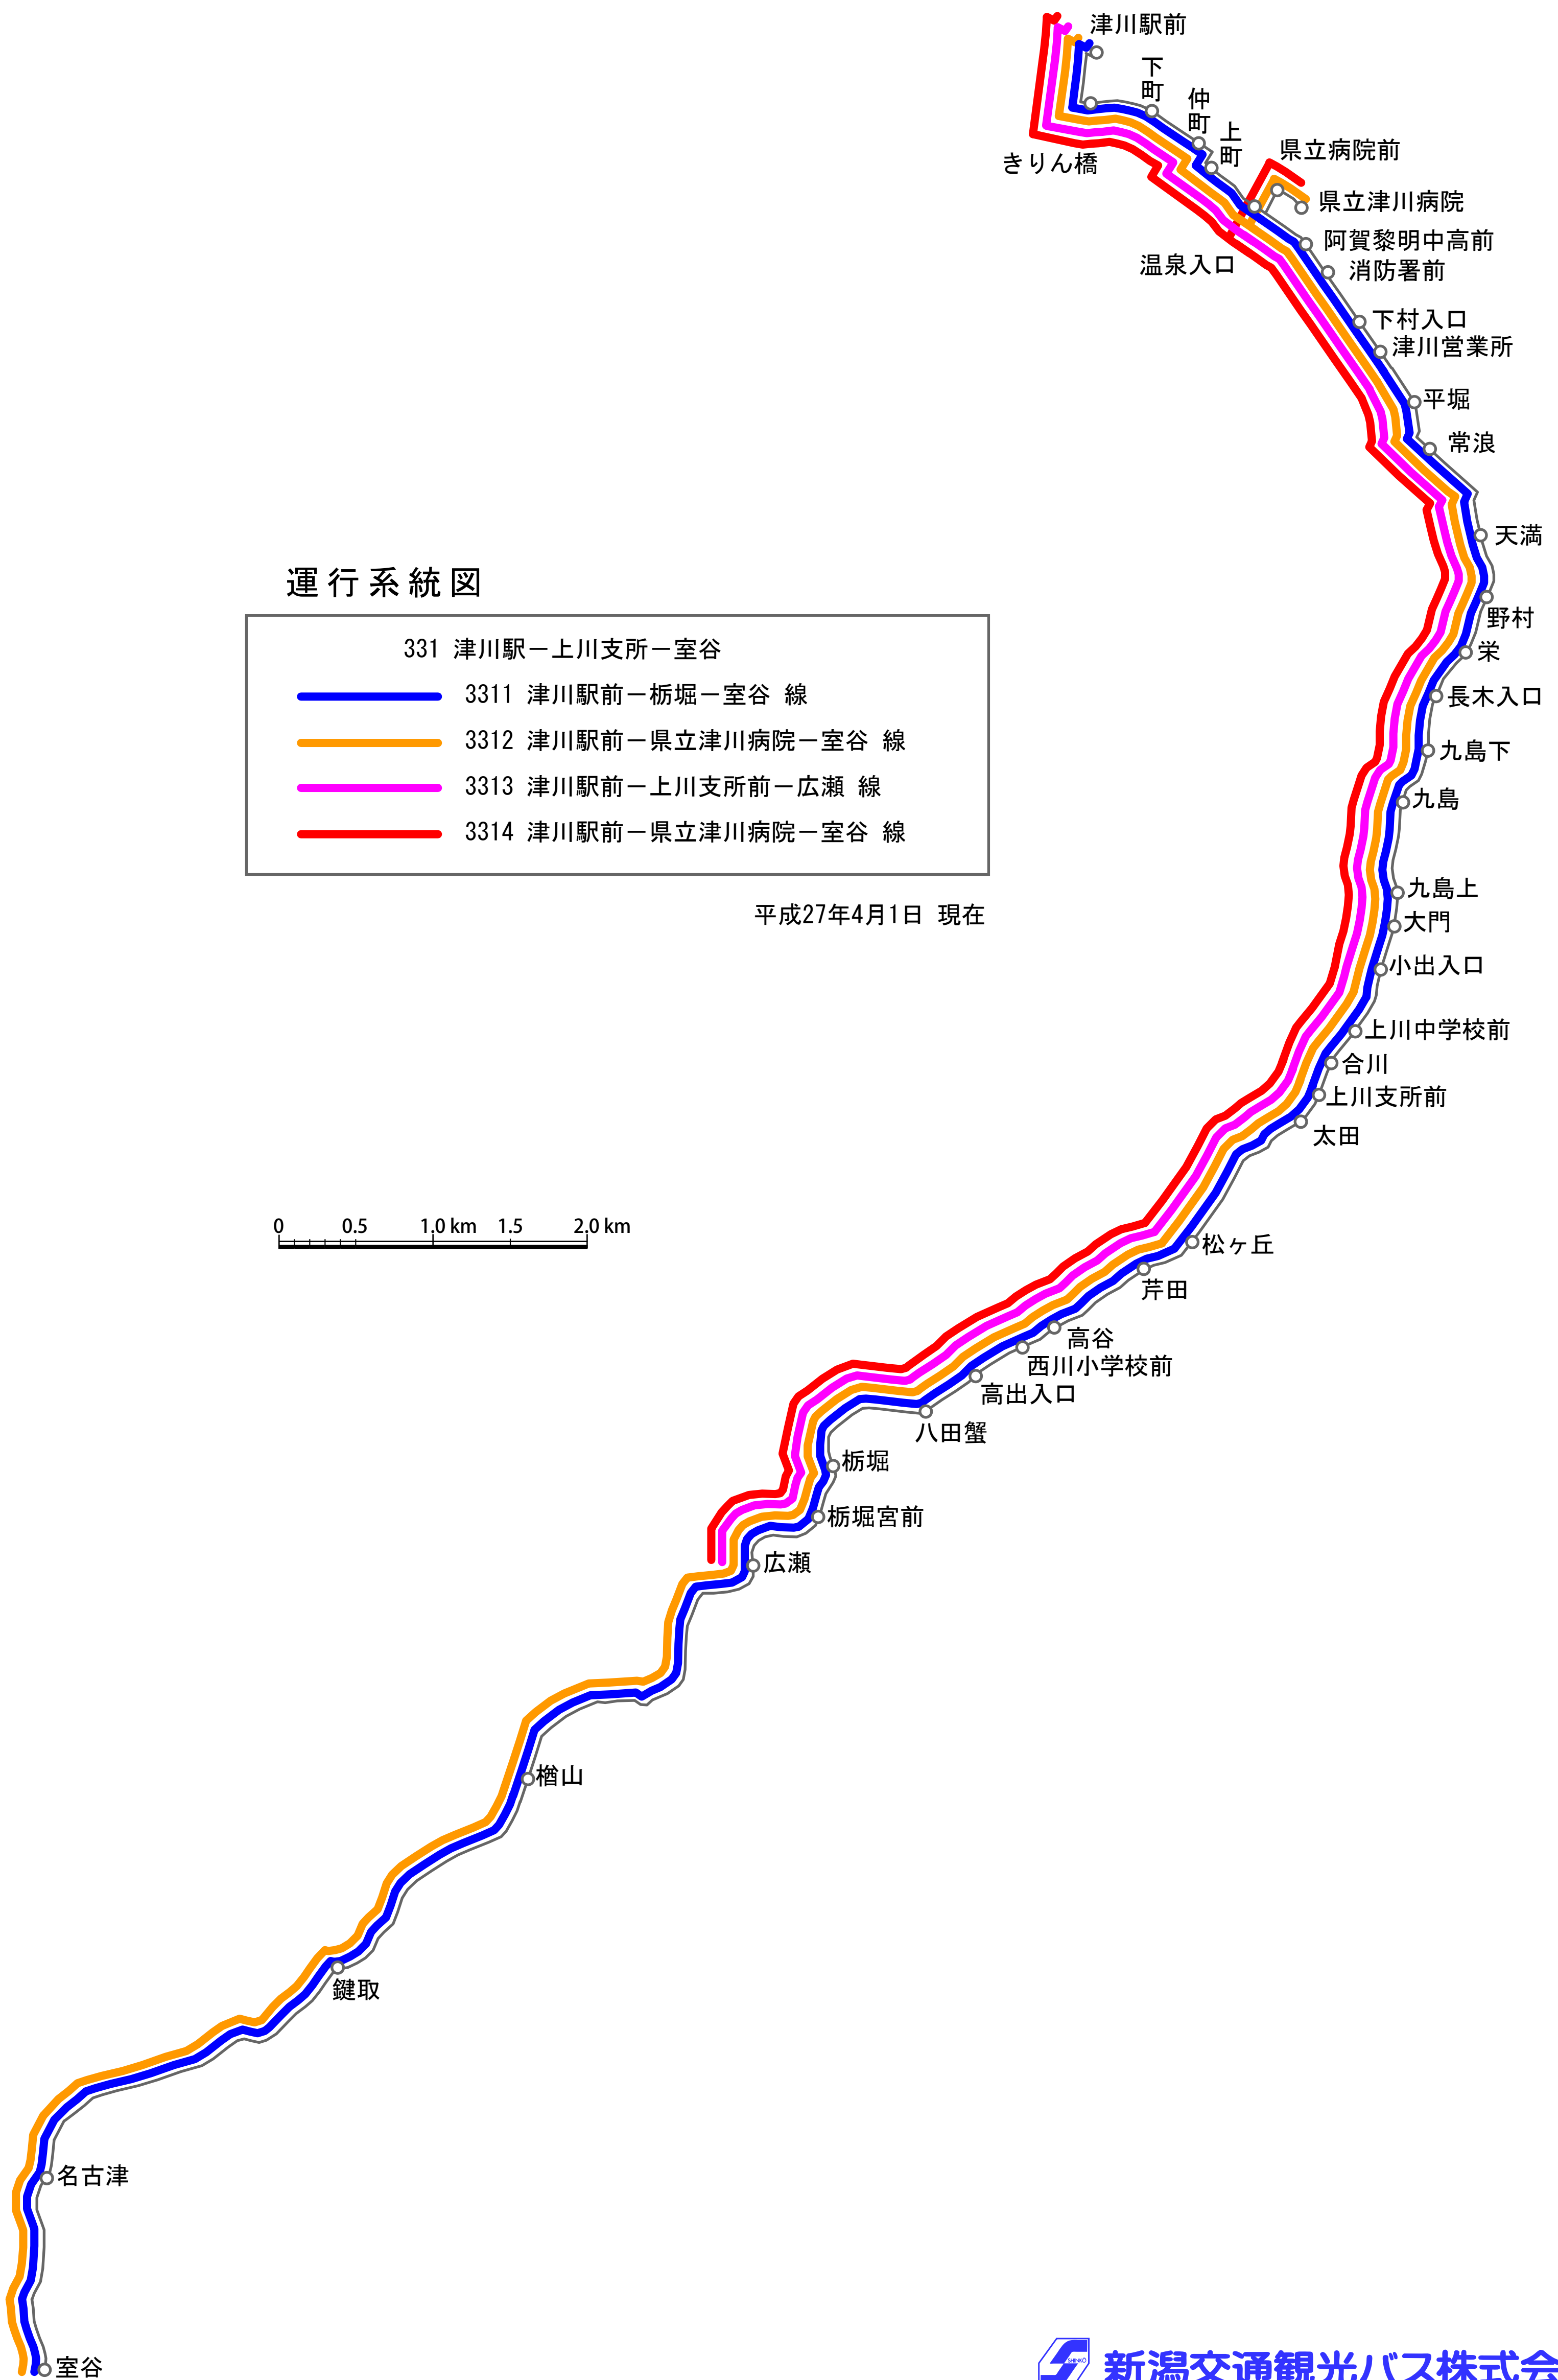 津川駅前
下町
仲町
上町
きりん橋
県立病院前
県立津川病院
阿賀黎明中高前
温泉入口
消防署前
下村入口
津川営業所
平堀
常浪
天満
野村
栄
長木入口
九島下
九島
九島上
大門
小出入口
上川中学校前
合川
上川支所前
太田
松ヶ丘
芹田
高谷
西川小学校前
高出入口
八田蟹
栃堀
栃堀宮前
広瀬
楢山
鍵取
名古津
室谷
運行系統図
331 津川駅－上川支所－室谷
3311 津川駅前－栃堀－室谷 線
3312 津川駅前－県立津川病院－室谷 線
3313 津川駅前－上川支所前－広瀬 線
3314 津川駅前－県立津川病院－室谷 線
平成27年4月1日 現在
0 0.5 1.0 km 1.5 2.0 km
新潟交通観光バス株式会